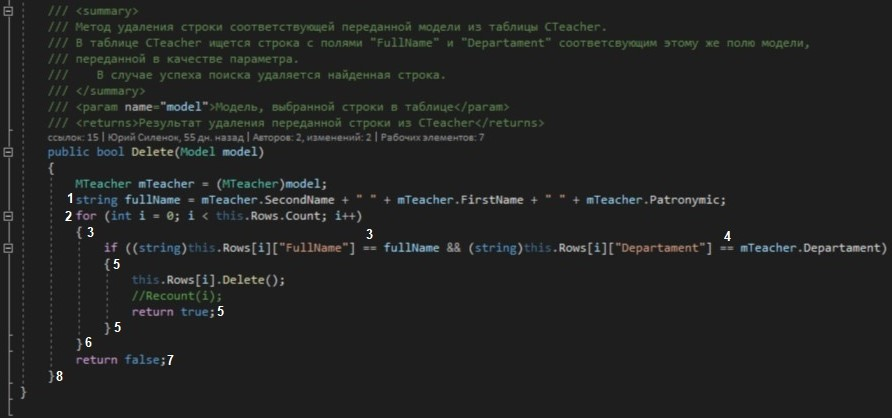 /// <summary>
/// Метод удаления строки соответствующей переданной модели из таблицы CTeacher.
/// В таблице CTeacher ищется строка с полями "FullName" и "Departament" соответсвующим этому же полю модели,
/// переданной в качестве параметра.
///    В случае успеха поиска удаляется найденная строка.
/// </summary>
/// <param name="model">Модель, выбранной строки в таблице</param>
/// <returns>Результат удаления переданной строки из CTeacher</returns>
ссылок: 15 | Юрий Силенок, 55 дн. назад | Авторов: 2, изменений: 2 | Рабочих элементов: 7
public bool Delete(Model model)
{
MTeacher mTeacher = (MTeacher)model;
1 string fullName = mTeacher.SecondName + " " + mTeacher.FirstName + " " + mTeacher.Patronymic;
2 for (int i = 0; i < this.Rows.Count; i++)
{ 3
if ((string)this.Rows[i]["FullName"] 3 == fullName && (string)this.Rows[i]["Departament"] 4 == mTeacher.Departament)
{ 5
this.Rows[i].Delete();
//Recount(i);
return true; 5
} 5
} 6
return false; 7
} 8
}